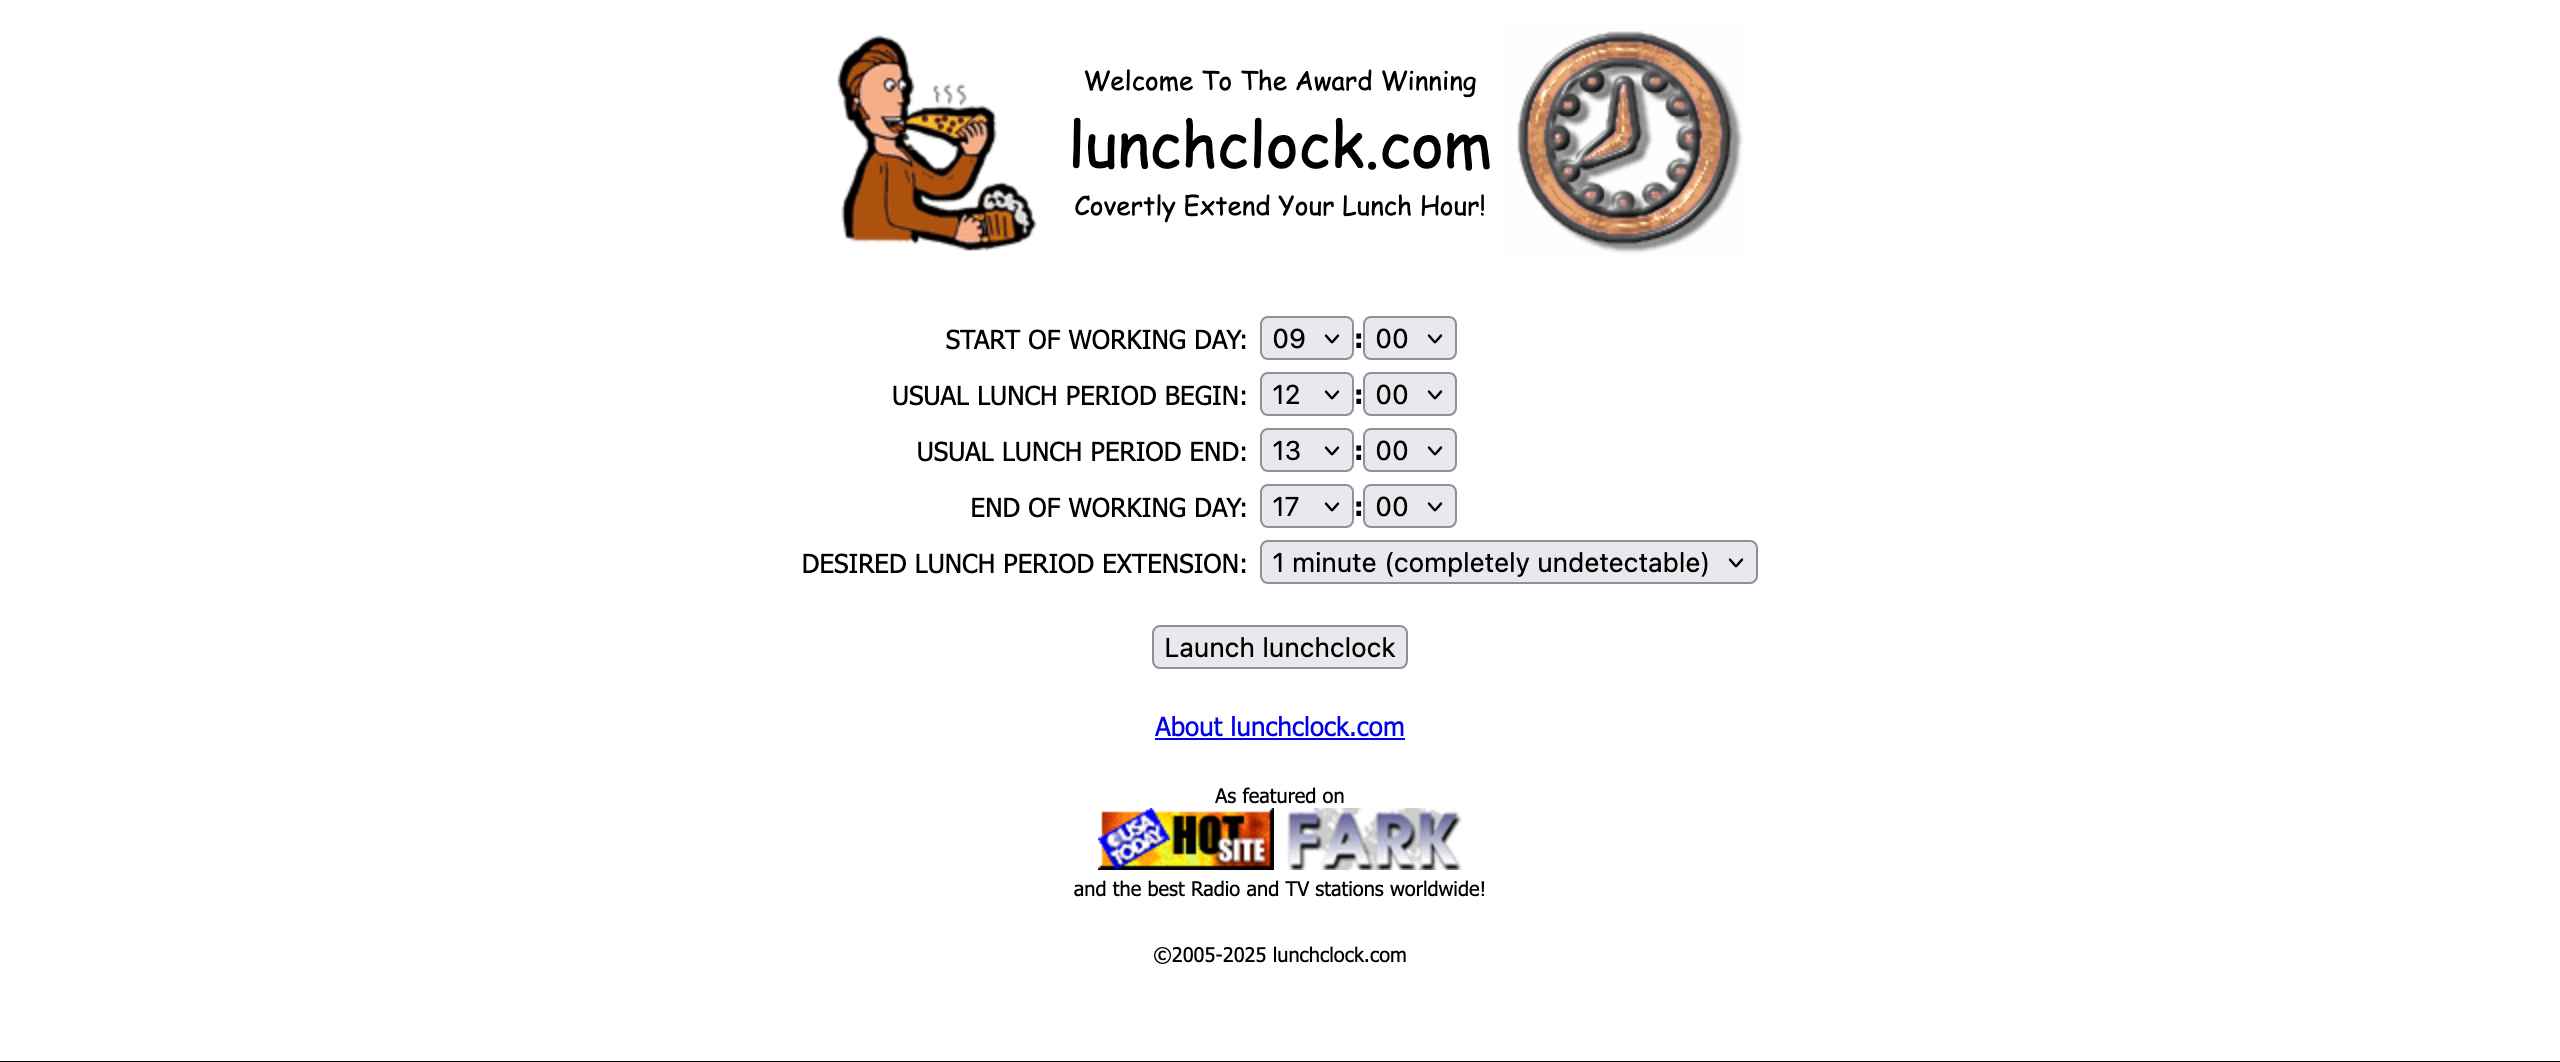 Welcome To The Award Winning
lunchclock.com
Covertly Extend Your Lunch Hour!
START OF WORKING DAY: 09 : 00
USUAL LUNCH PERIOD BEGIN: 12 : 00
USUAL LUNCH PERIOD END: 13 : 00
END OF WORKING DAY: 17 : 00
DESIRED LUNCH PERIOD EXTENSION: 1 minute (completely undetectable)
Launch lunchclock
About lunchclock.com
As featured on
USA TODAY HOT SITE FARK
and the best Radio and TV stations worldwide!
©2005-2025 lunchclock.com